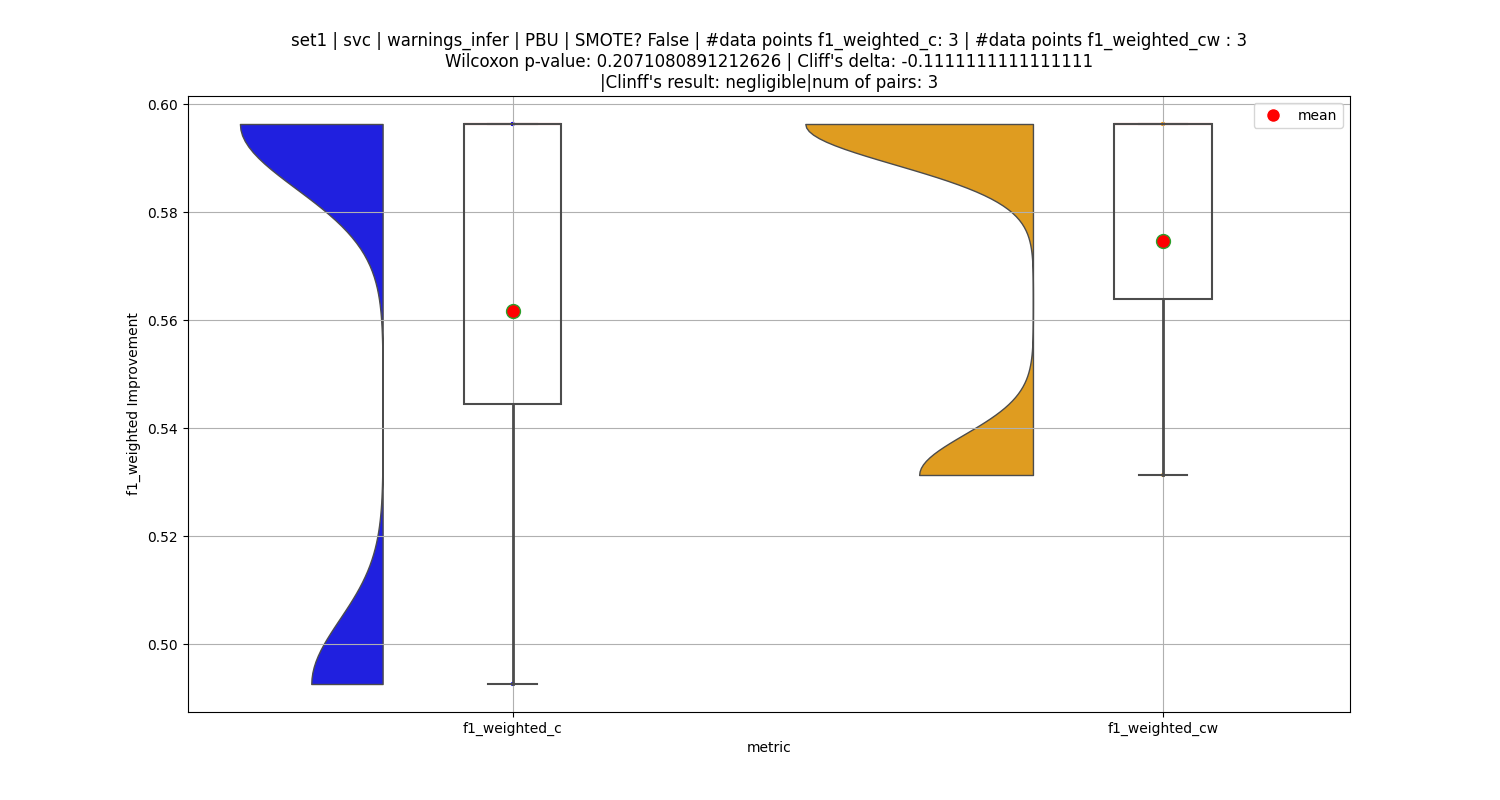 set1 | svc | warnings_infer | PBU | SMOTE? False | #data points f1_weighted_c: 3 | #data points f1_weighted_cw : 3
Wilcoxon p-value: 0.2071080891212626 | Cliff's delta: -0.1111111111111111
|Clinff's result: negligible|num of pairs: 3
0.60
mean
0.58
0.56
0.54
0.52
0.50
f1_weighted Improvement
f1_weighted_c
f1_weighted_cw
metric